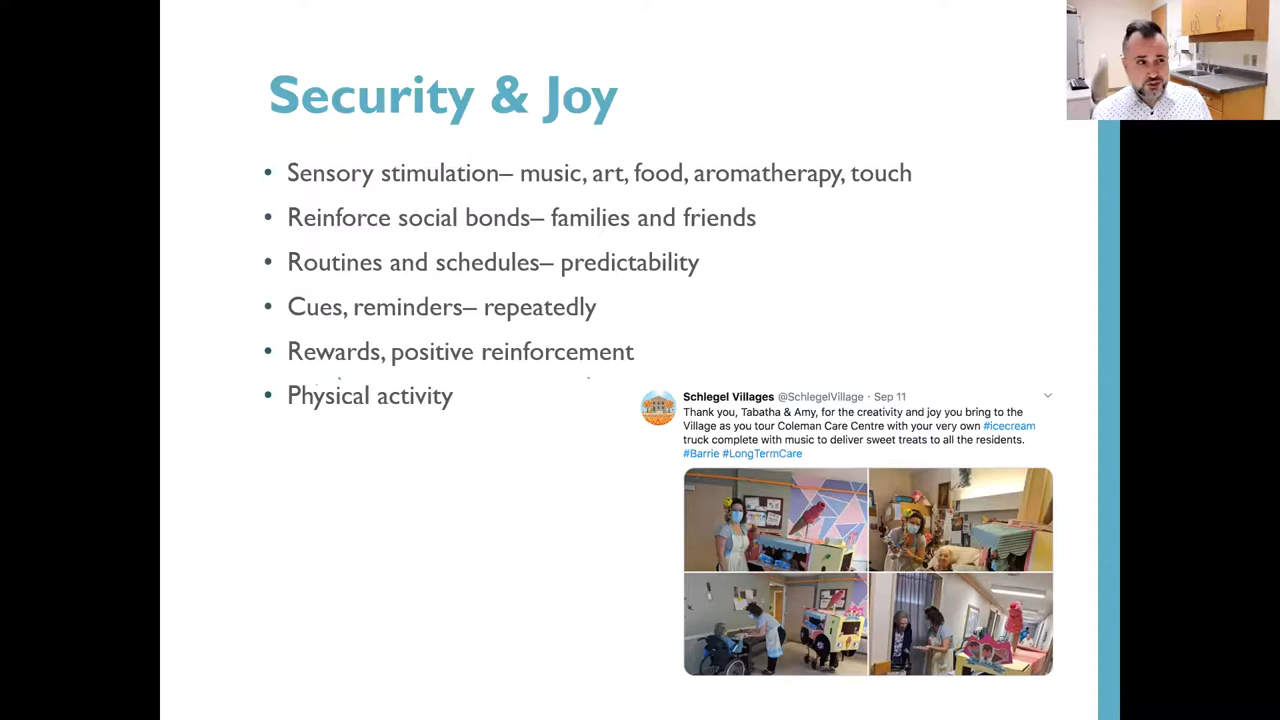 Security & Joy
• Sensory stimulation– music, art, food, aromatherapy, touch
• Reinforce social bonds– families and friends
• Routines and schedules– predictability
• Cues, reminders– repeatedly
• Rewards, positive reinforcement
• Physical activity
Schlegel Villages @SchlegelVillage · Sep 11
Thank you, Tabatha & Amy, for the creativity and joy you bring to the
Village as you tour Coleman Care Centre with your very own #icecream
truck complete with music to deliver sweet treats to all the residents.
#Barrie #LongTermCare